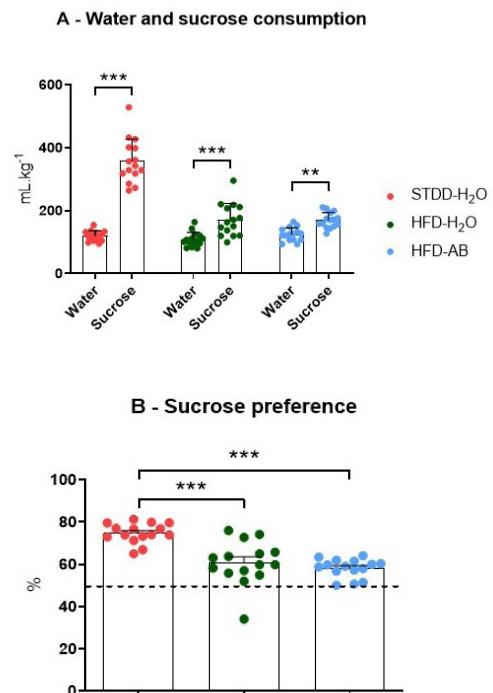 A - Water and sucrose consumption
***
***
**
600
400
200
0
mL.kg-1
Water
Sucrose
Water
Sucrose
Water
Sucrose
STDD-H2O
HFD-H2O
HFD-AB
B - Sucrose preference
***
***
100
80
60
40
20
0
%